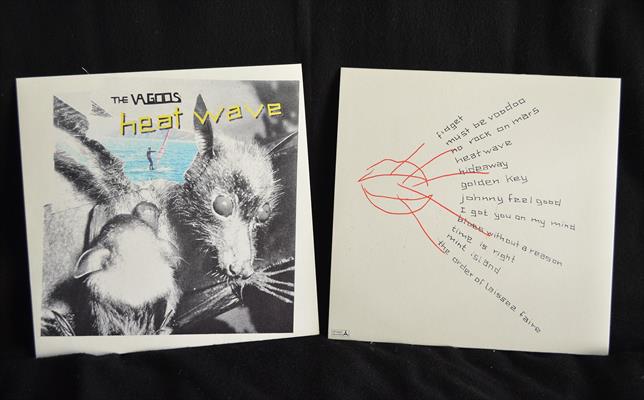 THE VAGOOS
heat wave
fidget
must be voodoo
no rock on mars
heatwave
hideaway
golden key
johnny feel good
I got you on my mind
blues without a reason
time is right
mint island
the order of laissez faire